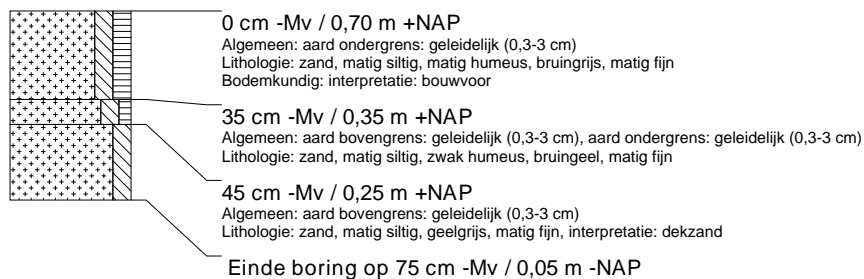 0 cm -Mv / 0,70 m +NAP
Algemeen: aard ondergrens: geleidelijk (0,3-3 cm)
Lithologie: zand, matig siltig, matig humeus, bruingrijs, matig fijn
Bodemkundig: interpretatie: bouwvoor
35 cm -Mv / 0,35 m +NAP
Algemeen: aard bovengrens: geleidelijk (0,3-3 cm), aard ondergrens: geleidelijk (0,3-3 cm)
Lithologie: zand, matig siltig, zwak humeus, bruingeel, matig fijn
45 cm -Mv / 0,25 m +NAP
Algemeen: aard bovengrens: geleidelijk (0,3-3 cm)
Lithologie: zand, matig siltig, geelgrijs, matig fijn, interpretatie: dekzand
Einde boring op 75 cm -Mv / 0,05 m -NAP